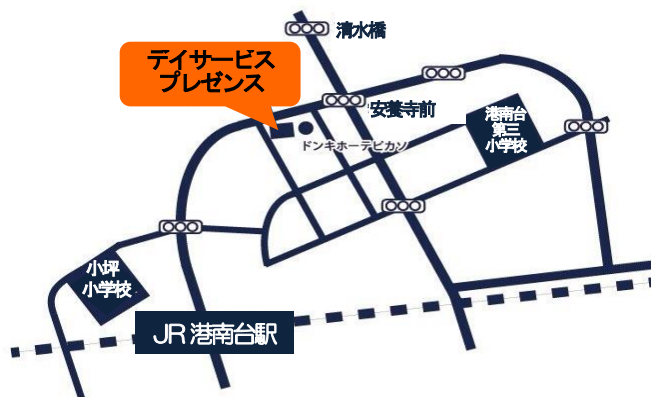 清水橋
デイサービス
プレゼンス
安養寺前
港南台
第三
小学校
ドンキホーテピカソ
小坪
小学校
JR 港南台駅